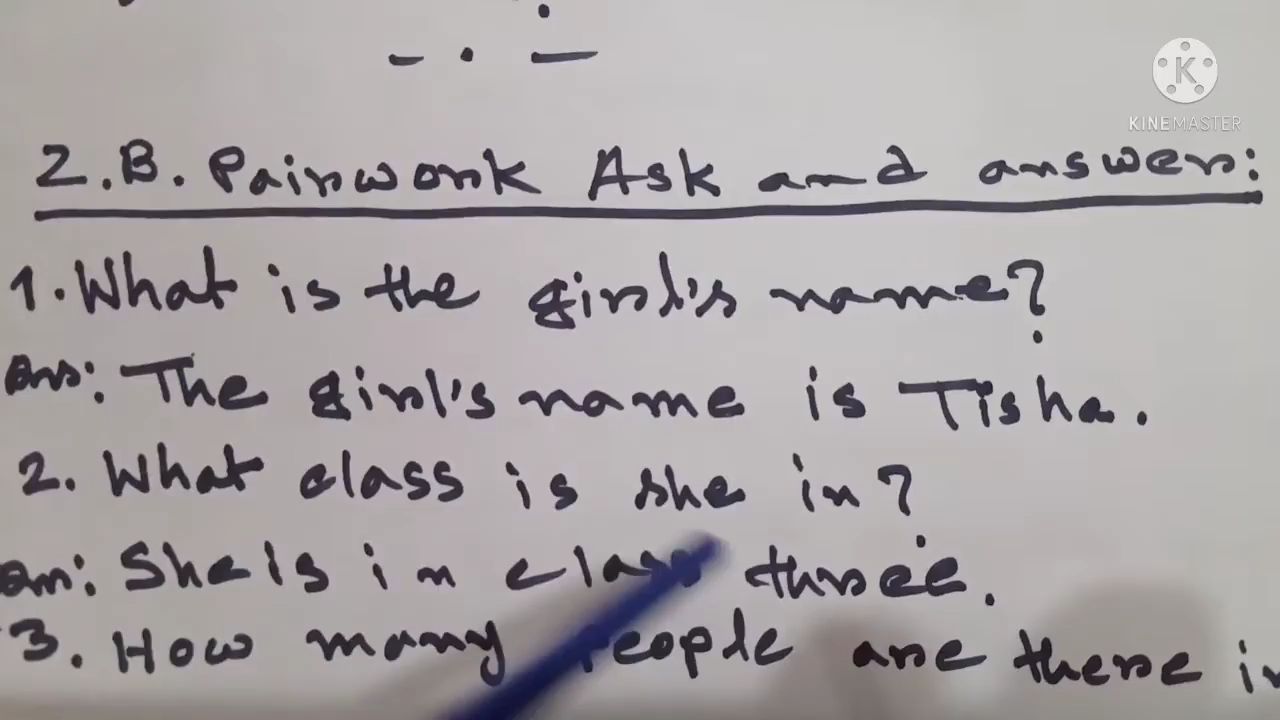 KINEMASTER
2.B. Pairwork Ask and answer:
1. What is the girl's name?
Ans: The girl's name is Tisha.
2. What class is she in?
Ans: She is in class three.
3. How many people are there in